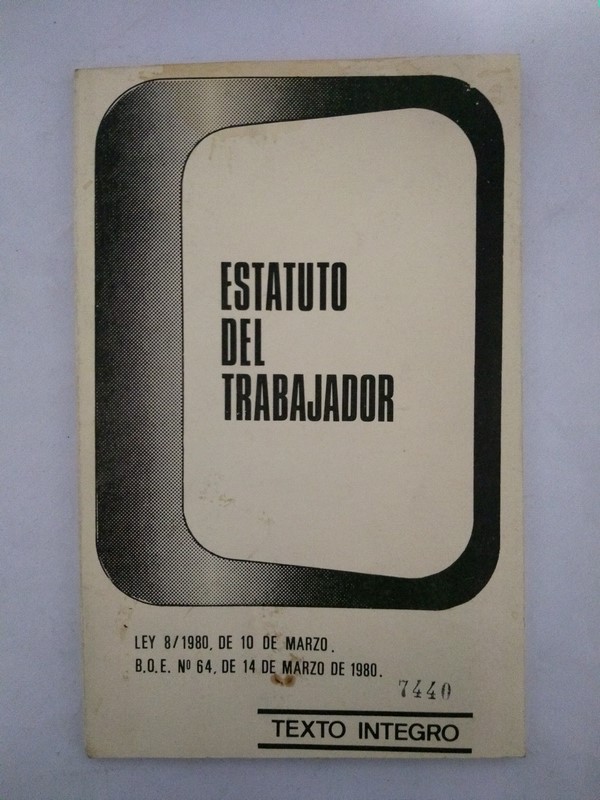 ESTATUTO
DEL
TRABAJADOR
LEY 8/1980, DE 10 DE MARZO.
B.O.E. Nº 64, DE 14 DE MARZO DE 1980.
7440
TEXTO INTEGRO